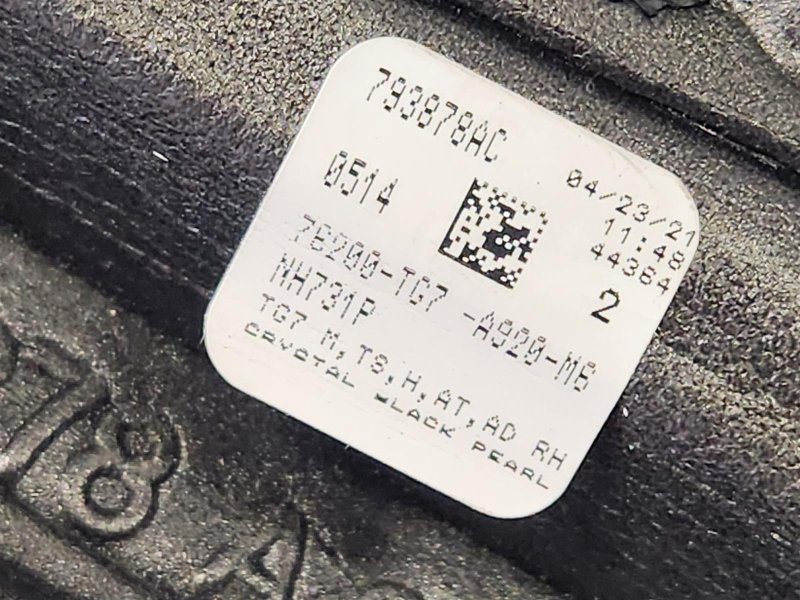 793878AC
04/23/21
0514
11:48
44364
2
76200-TG7 -A920-M6
NH731P
TG7 M,TS,H,AT,AD RH
CRYSTAL BLACK PEARL